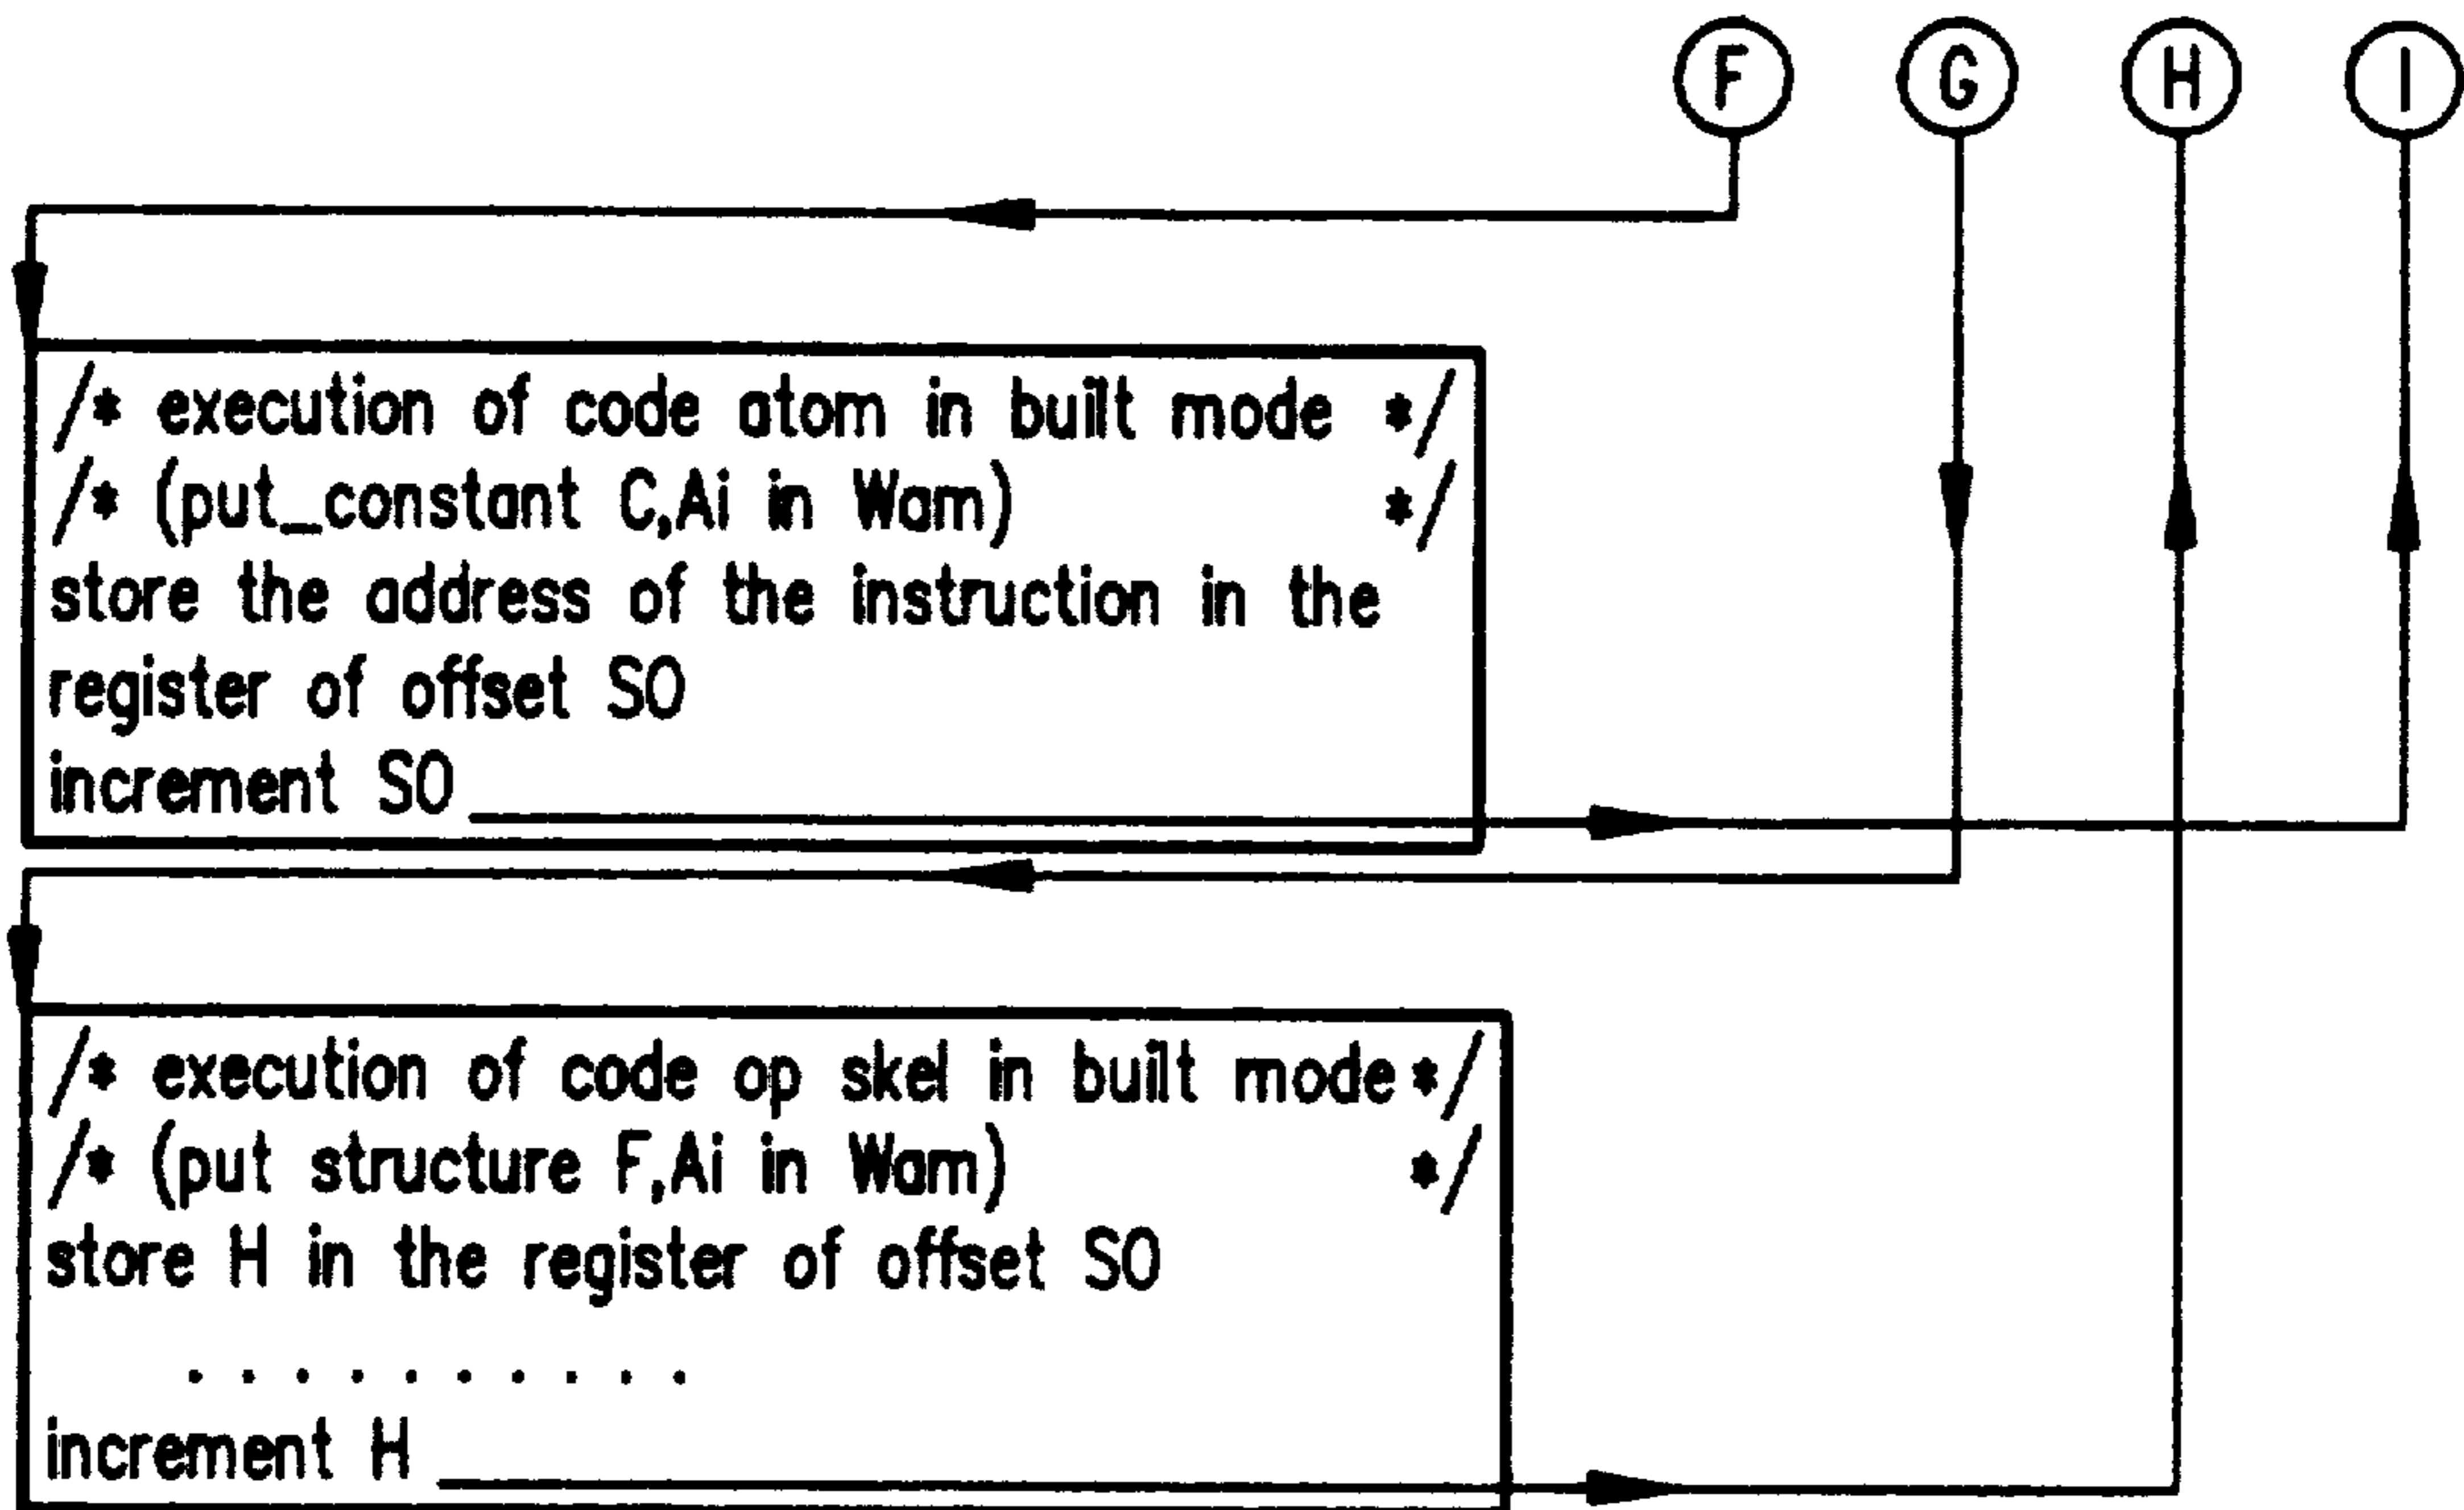 F G H I
/* execution of code atom in built mode */
/* (put_constant C,Ai in Wam) */
store the address of the instruction in the
register of offset SO
increment SO
/* execution of code op skel in built mode*/
/* (put structure F,Ai in Wam) */
store H in the register of offset SO
. . . . . . . . . .
increment H